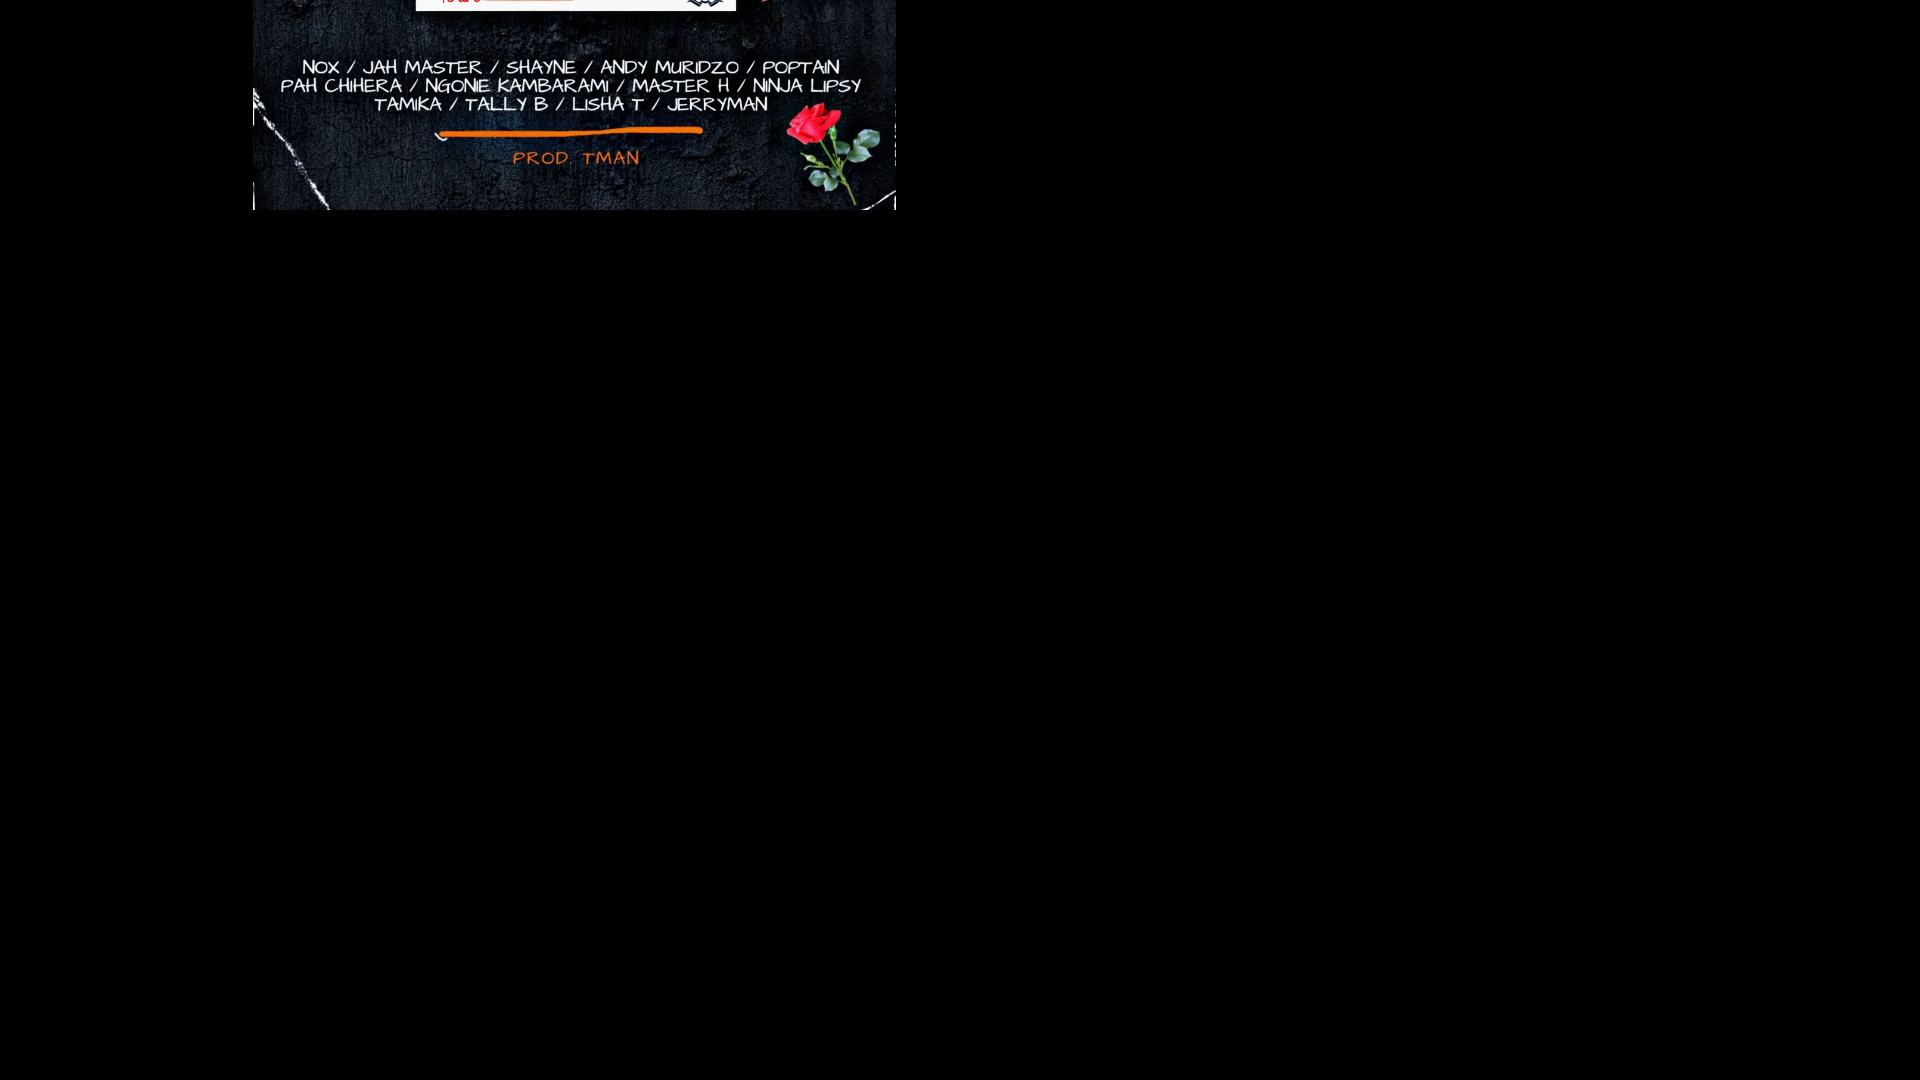 NOX / JAH MASTER / SHAYNE / ANDY MURIDZO / POPTAIN
PAH CHIHERA / NGONIE KAMBARAMI / MASTER H / NINJA LIPSY
TAMIKA / TALLY B / LISHA T / JERRYMAN
PROD. TMAN